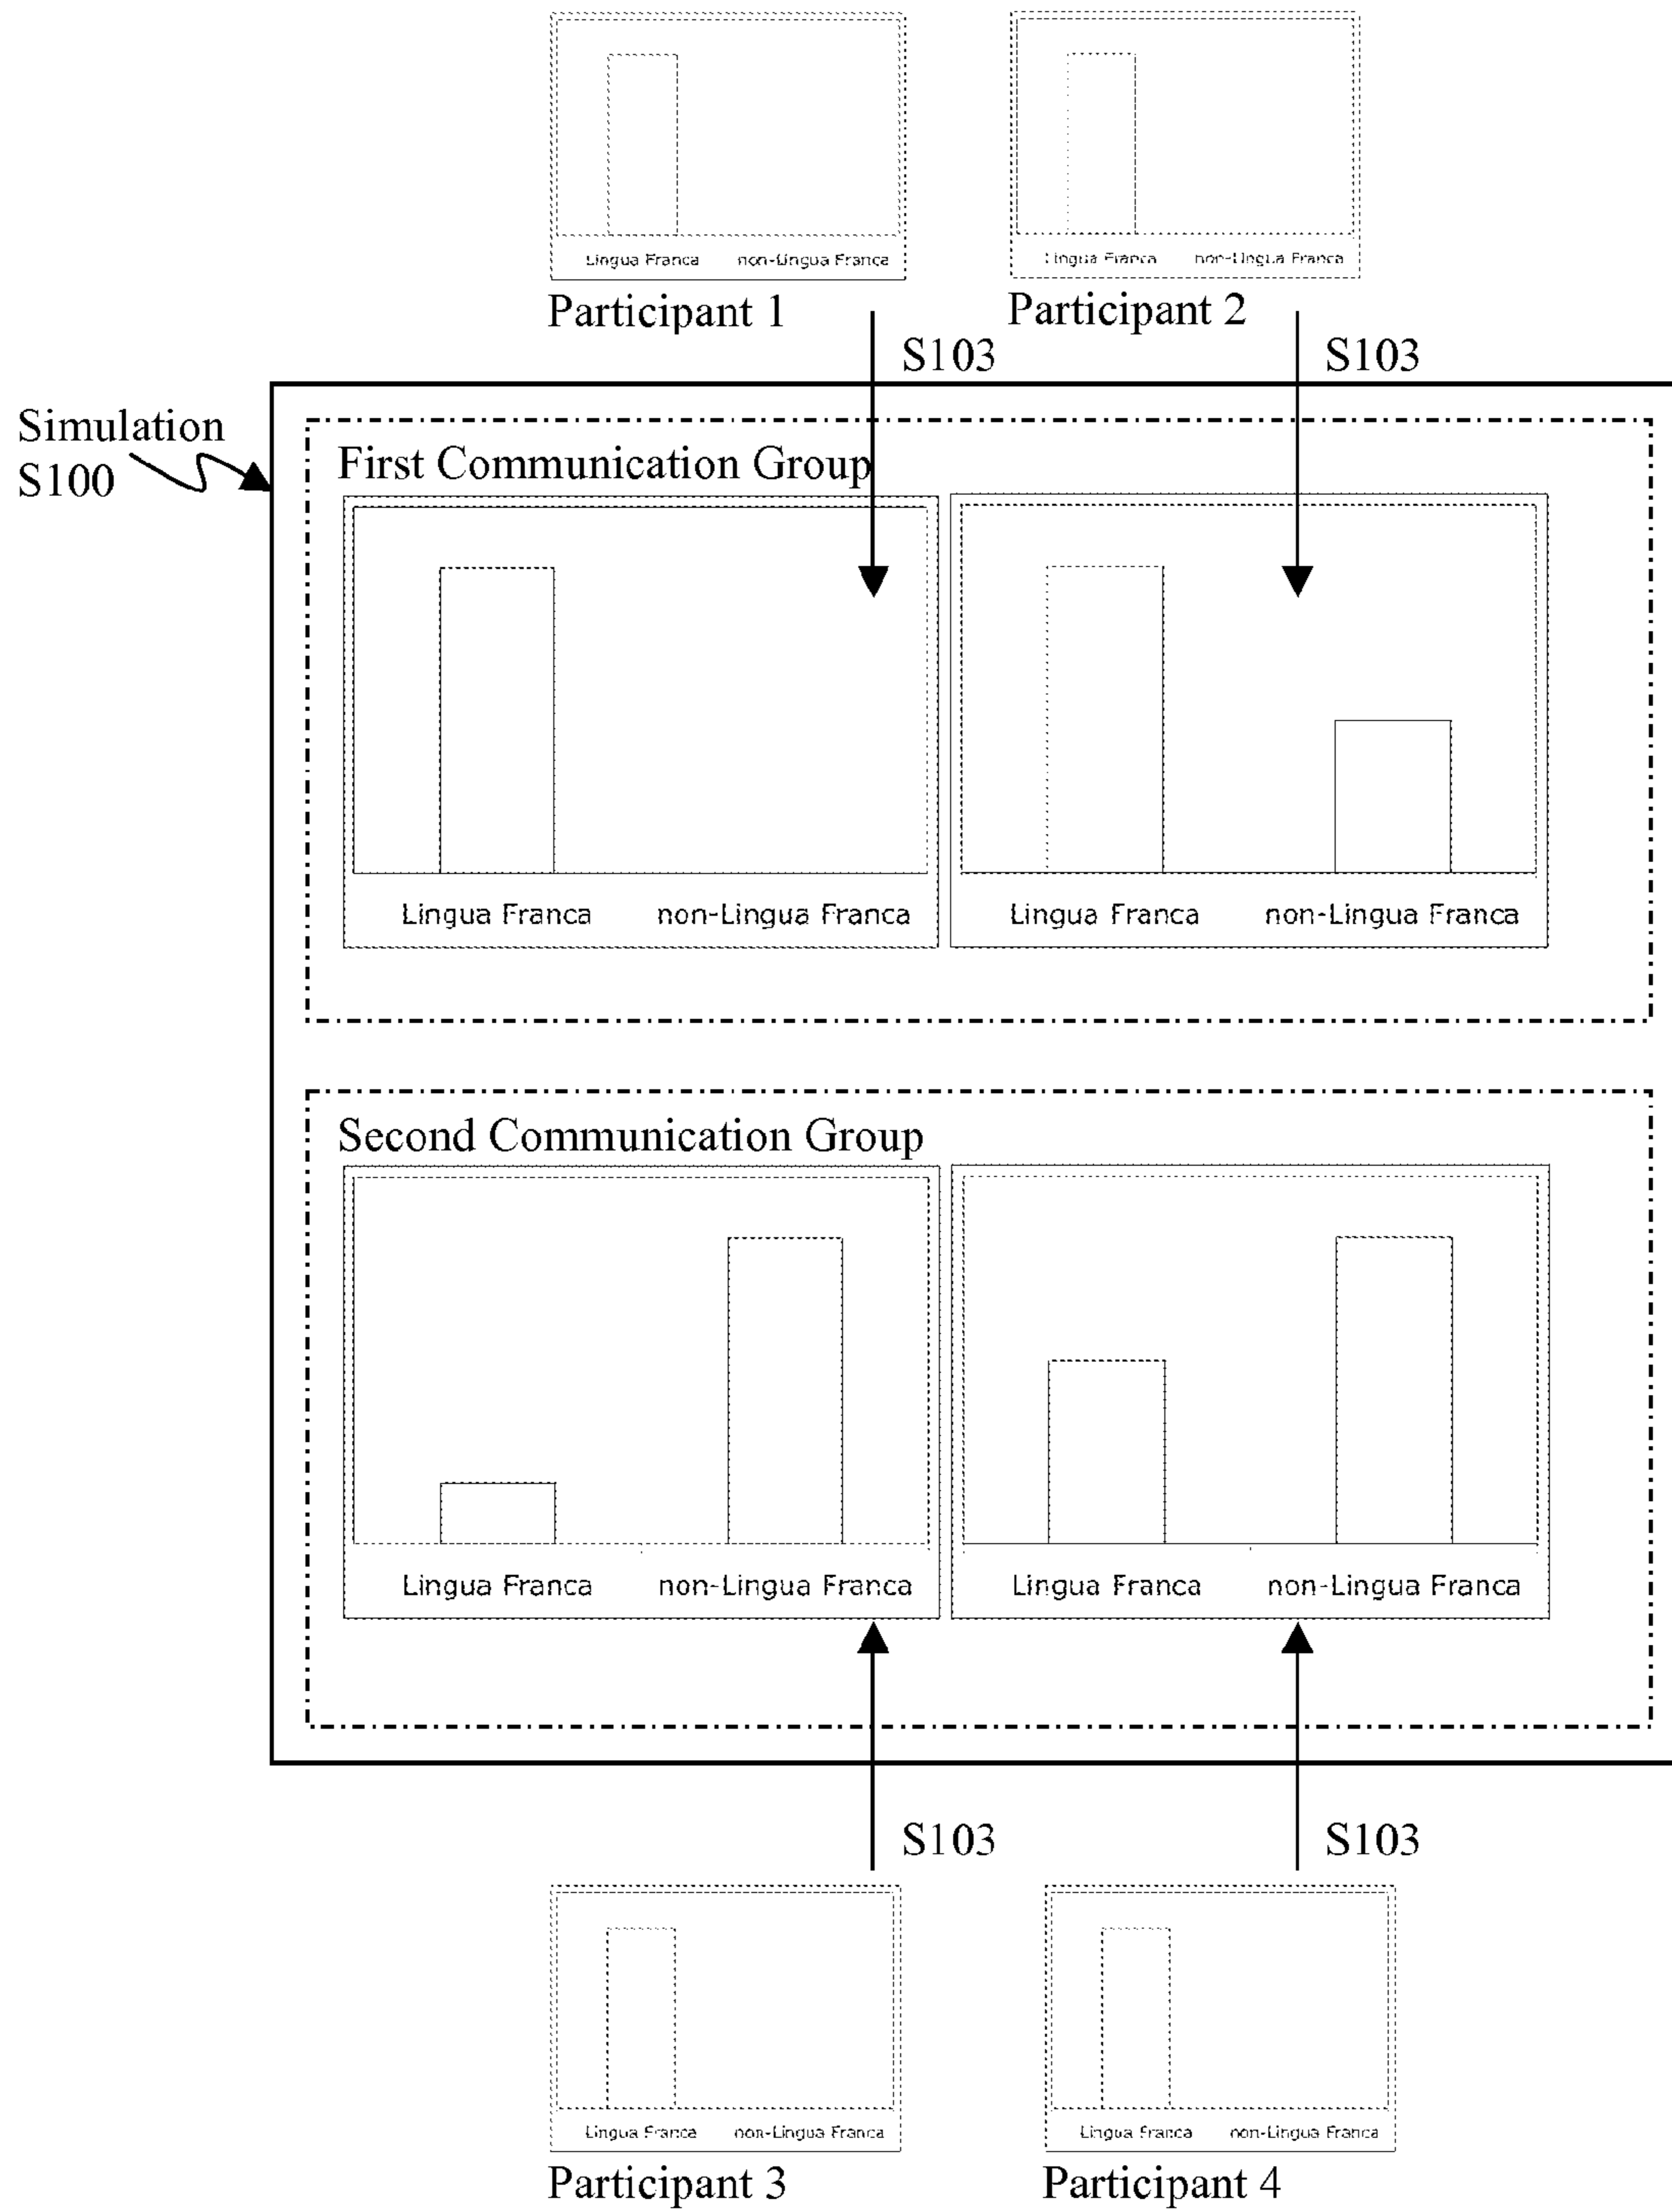 Lingua Franca non-Lingua Franca
Lingua Franca non-Lingua Franca
Participant 1
Participant 2
S103
S103
Simulation
S100
First Communication Group
Lingua Franca non-Lingua Franca
Lingua Franca non-Lingua Franca
Second Communication Group
Lingua Franca non-Lingua Franca
Lingua Franca non-Lingua Franca
S103
S103
Lingua Franca non-Lingua Franca
Lingua Franca non-Lingua Franca
Participant 3
Participant 4